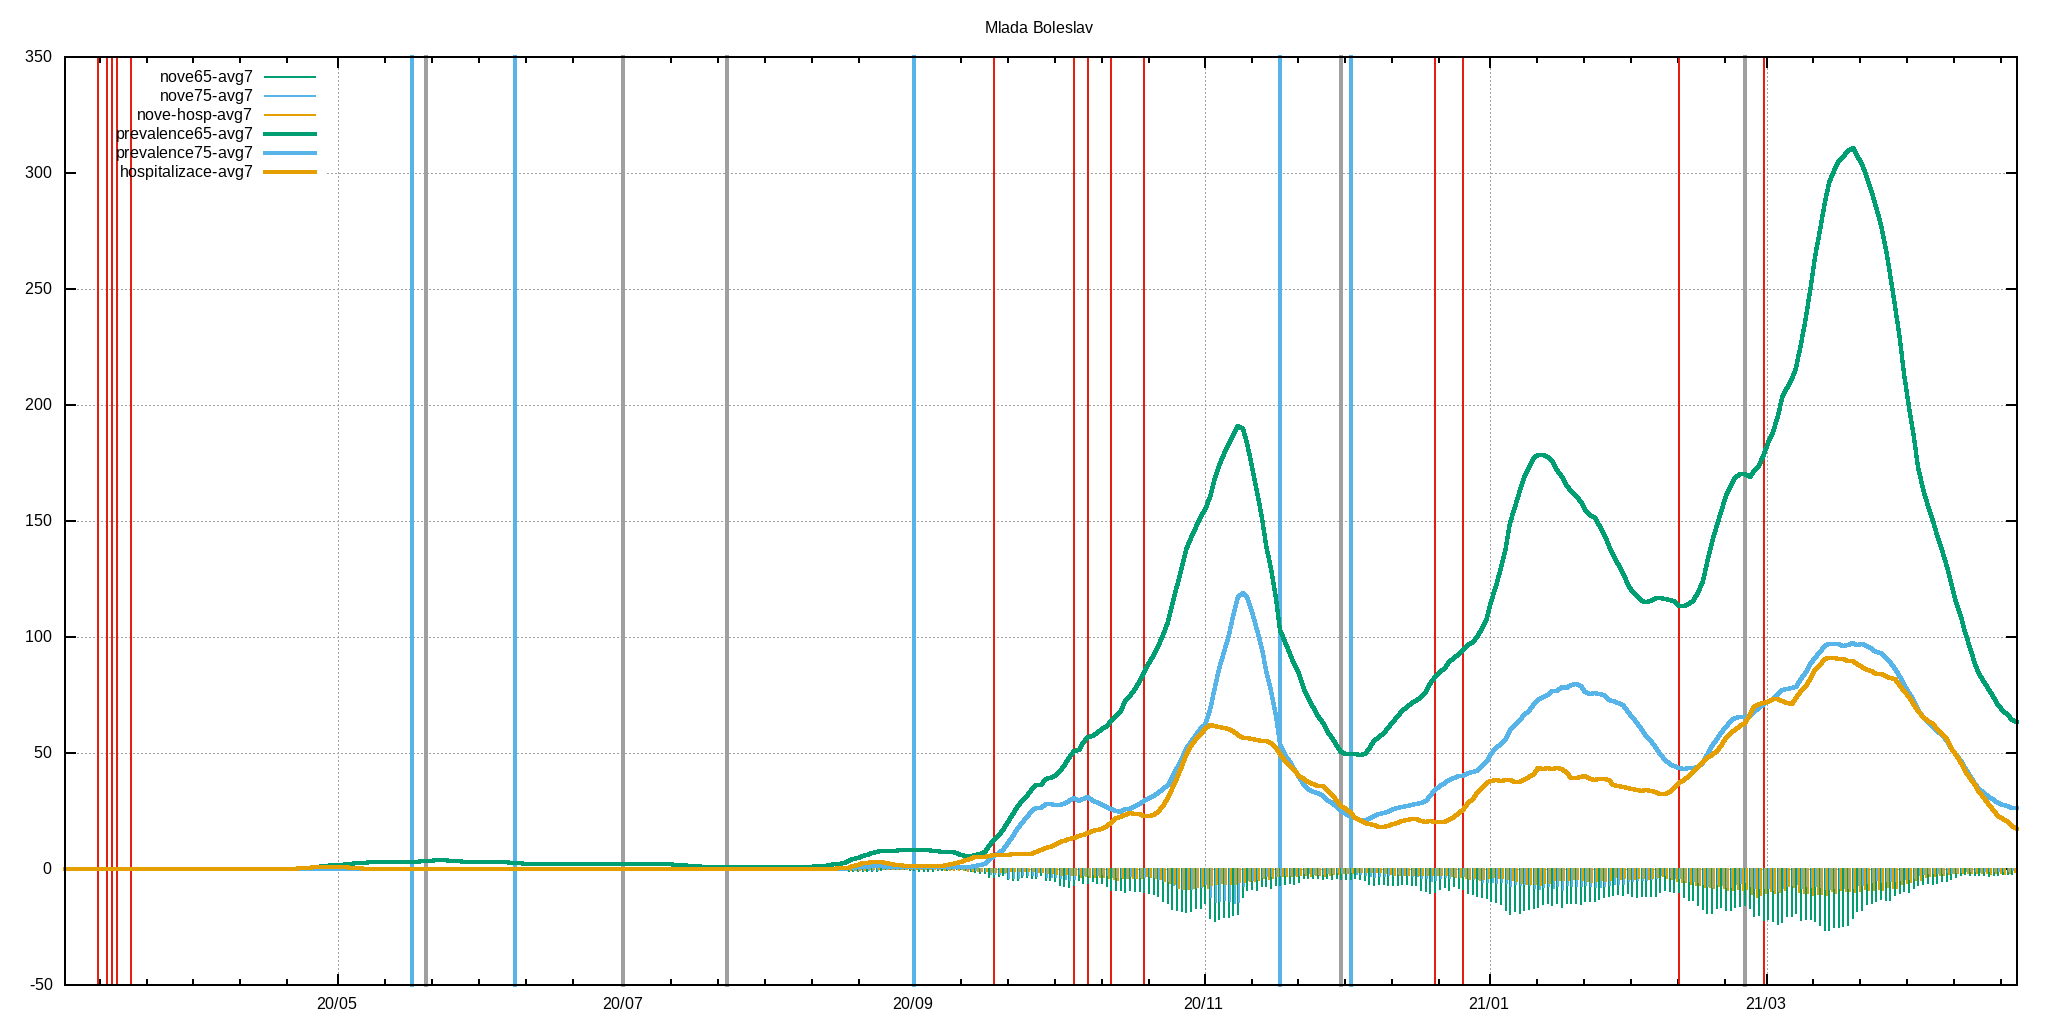 Mlada Boleslav
350
300
250
200
150
100
50
0
-50
nove65-avg7
nove75-avg7
nove-hosp-avg7
prevalence65-avg7
prevalence75-avg7
hospitalizace-avg7
20/05 20/07 20/09 20/11 21/01 21/03